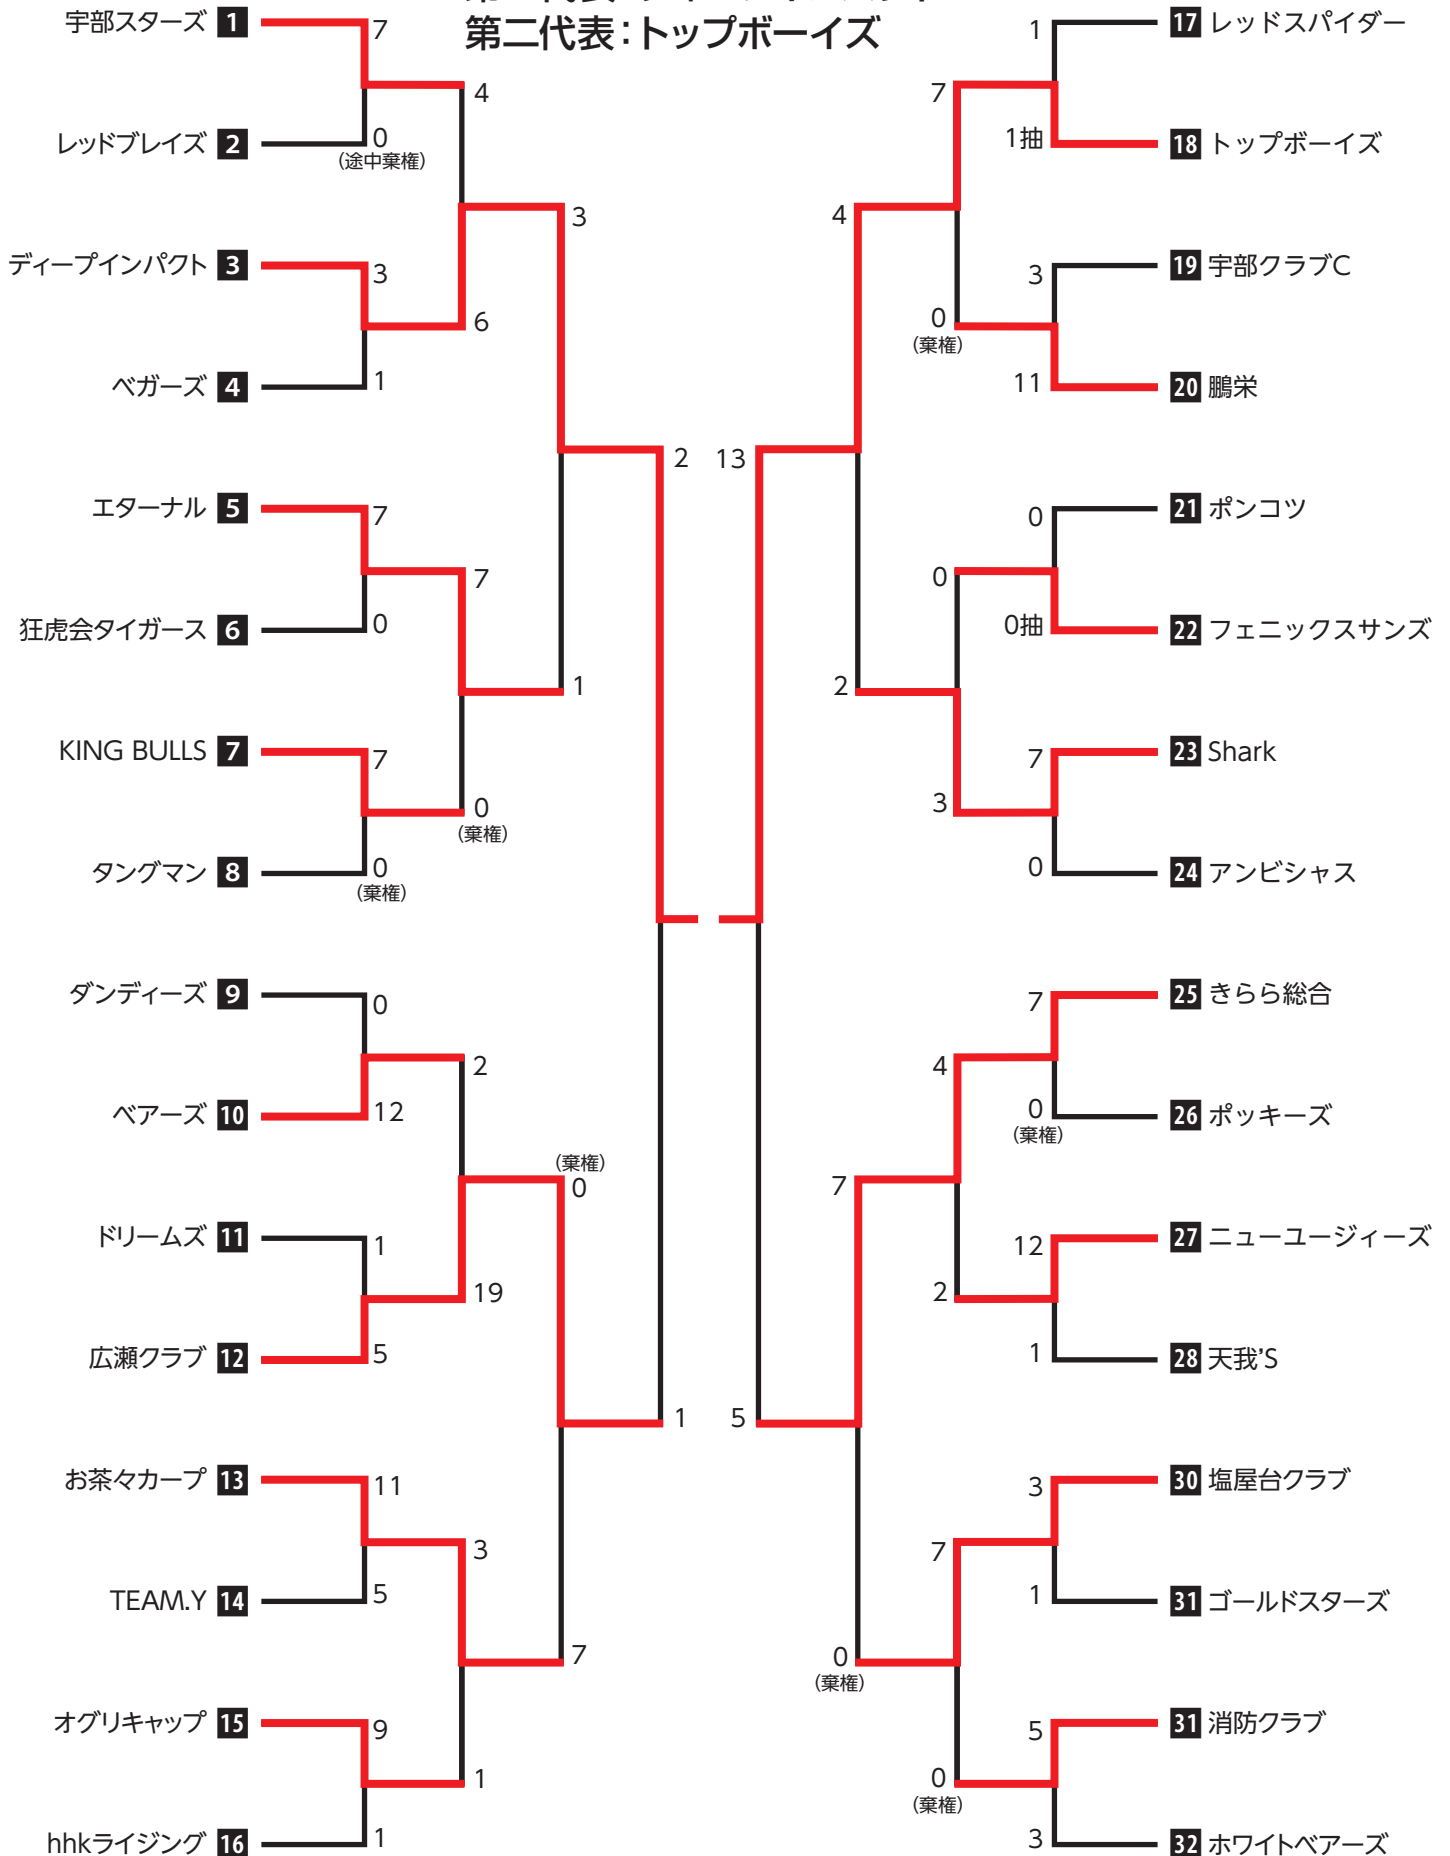 第二代表：トップボーイズ
宇部スターズ 1
7
4
レッドブレイズ 2
0
(途中棄権)
3
ディープインパクト 3
3
6
ベガーズ 4
1
2
エターナル 5
7
7
狂虎会タイガース 6
0
1
KING BULLS 7
7
0
(棄権)
タングマン 8
0
(棄権)
ダンディーズ 9
0
2
ベアーズ 10
12
(棄権)
0
ドリームズ 11
1
19
広瀬クラブ 12
5
1
お茶々カープ 13
11
3
TEAM.Y 14
5
7
オグリキャップ 15
9
1
hhkライジング 16
1
1
17 レッドスパイダー
7
1抽
18 トップボーイズ
4
3
19 宇部クラブC
0
(棄権)
11
20 鵬栄
13
0
21 ポンコツ
0
0抽
22 フェニックスサンズ
2
7
23 Shark
3
0
24 アンビシャス
7
25 きらら総合
4
0
(棄権)
26 ポッキーズ
7
12
27 ニューユージィーズ
2
1
28 天我'S
5
3
30 塩屋台クラブ
7
1
31 ゴールドスターズ
0
(棄権)
5
31 消防クラブ
0
(棄権)
3
32 ホワイトベアーズ